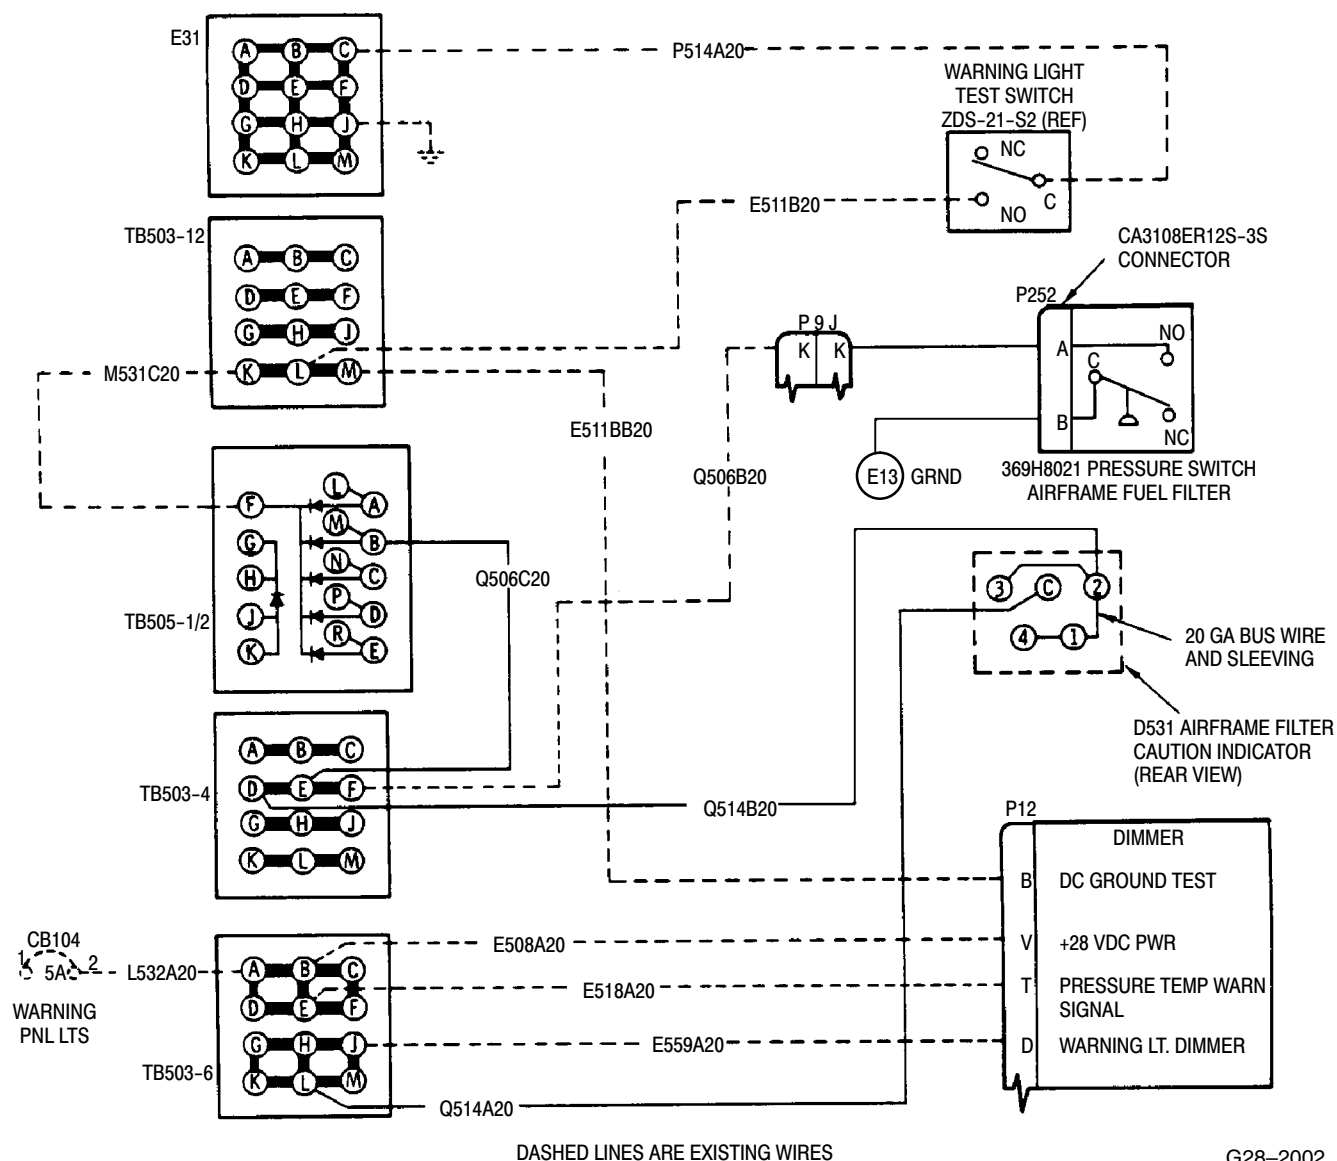 E31
A B C
D E F
G H J
K L M
P514A20
WARNING LIGHT
TEST SWITCH
ZDS-21-S2 (REF)
NC
C
NO
E511B20
TB503-12
A B C
D E F
G H J
K L M
M531C20
E511BB20
CA3108ER12S-3S
CONNECTOR
P252
P 9 J
K K
A
B
C
NO
NC
E13 GRND
369H8021 PRESSURE SWITCH
AIRFRAME FUEL FILTER
Q506B20
TB505-1/2
F L A
G M B
H N C
J P D
K R E
Q506C20
3 C 2
4 1
20 GA BUS WIRE
AND SLEEVING
D531 AIRFRAME FILTER
CAUTION INDICATOR
(REAR VIEW)
TB503-4
A B C
D E F
G H J
K L M
Q514B20
P12
DIMMER
B DC GROUND TEST
V +28 VDC PWR
T PRESSURE TEMP WARN
SIGNAL
D WARNING LT. DIMMER
CB104
1 5A 2
WARNING
PNL LTS
L532A20
E508A20
E518A20
E559A20
TB503-6
A B C
D E F
G H J
K L M
Q514A20
DASHED LINES ARE EXISTING WIRES
G28-2002